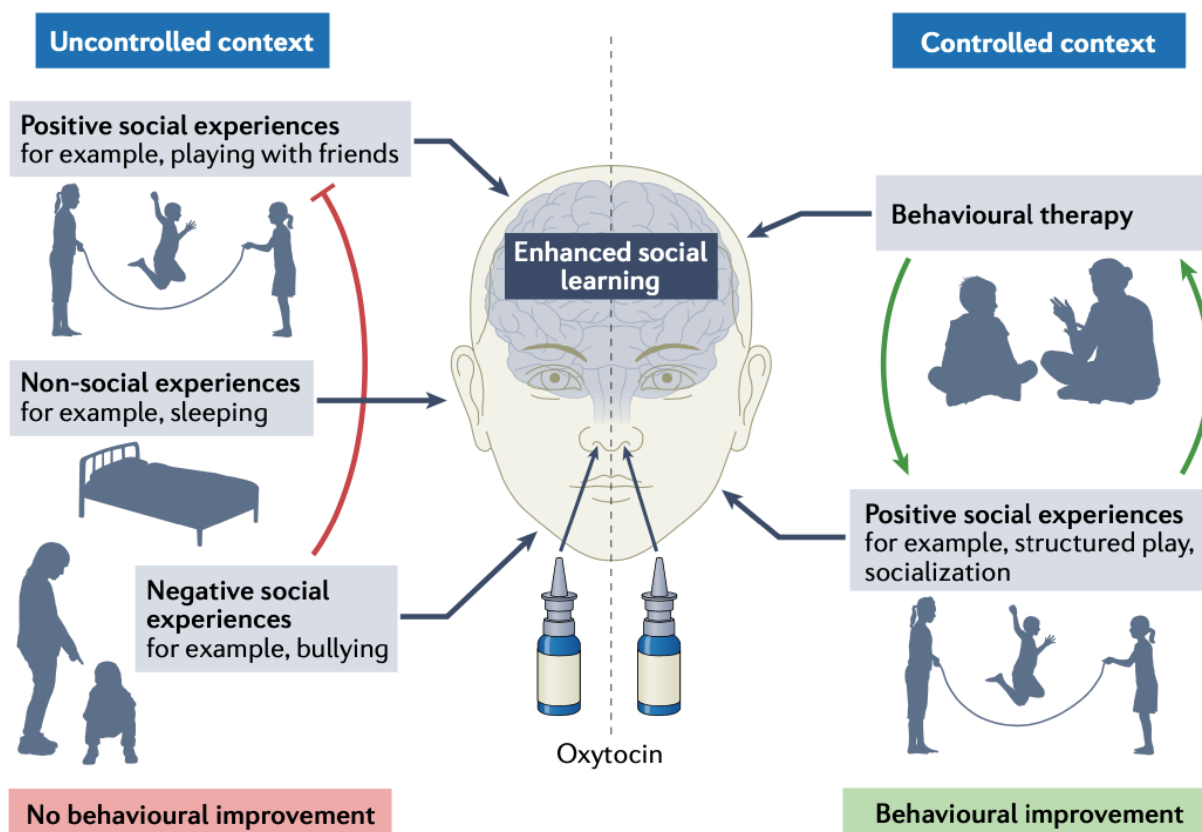 Uncontrolled context
Controlled context
Positive social experiences
for example, playing with friends
Enhanced social
learning
Behavioural therapy
Non-social experiences
for example, sleeping
Positive social experiences
for example, structured play,
socialization
Negative social
experiences
for example, bullying
Oxytocin
No behavioural improvement
Behavioural improvement